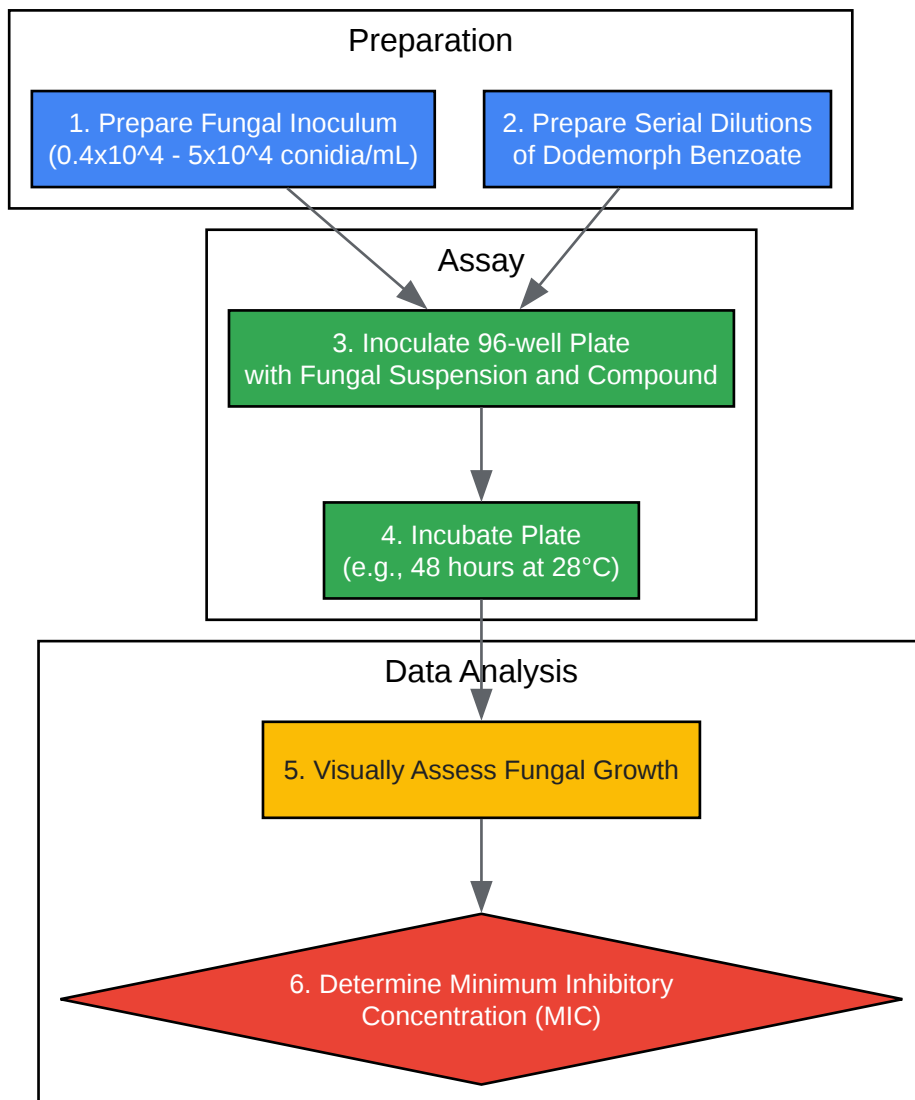 Preparation
1. Prepare Fungal Inoculum
(0.4x10^4 - 5x10^4 conidia/mL)
2. Prepare Serial Dilutions
of Dodemorph Benzoate
Assay
3. Inoculate 96-well Plate
with Fungal Suspension and Compound
4. Incubate Plate
(e.g., 48 hours at 28°C)
Data Analysis
5. Visually Assess Fungal Growth
6. Determine Minimum Inhibitory
Concentration (MIC)